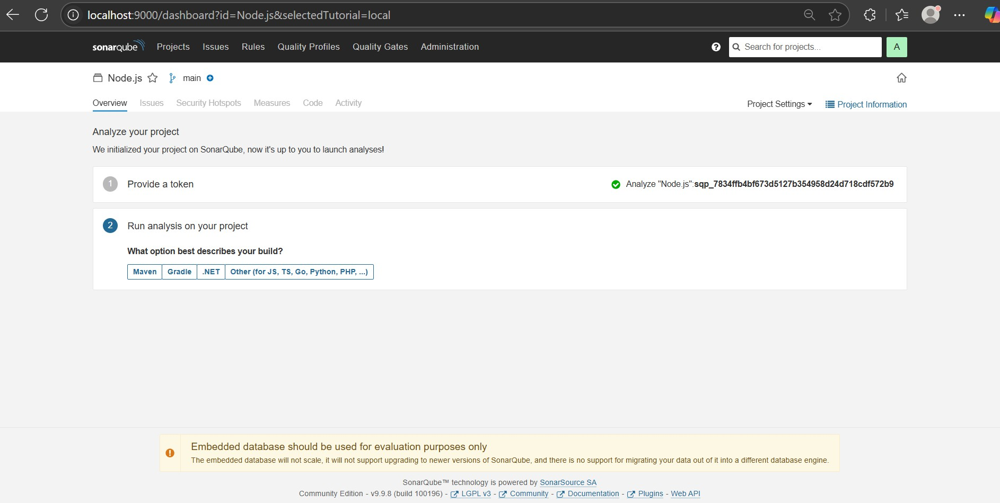 localhost:9000/dashboard?id=Node.js&selectedTutorial=local
sonarqube Projects Issues Rules Quality Profiles Quality Gates Administration ? Search for projects... A
Node.js main
Overview Issues Security Hotspots Measures Code Activity Project Settings Project Information
Analyze your project
We initialized your project on SonarQube, now it's up to you to launch analyses!
1 Provide a token Analyze "Node.js":sqp_7834ffb4bf673d5127b354958d24d718cdf572b9
2 Run analysis on your project
What option best describes your build?
Maven Gradle .NET Other (for JS, TS, Go, Python, PHP, ...)
Embedded database should be used for evaluation purposes only
The embedded database will not scale, it will not support upgrading to newer versions of SonarQube, and there is no support for migrating your data out of it into a different database engine.
SonarQube™ technology is powered by SonarSource SA
Community Edition - v9.9.8 (build 100196) - LGPL v3 - Community - Documentation - Plugins - Web API